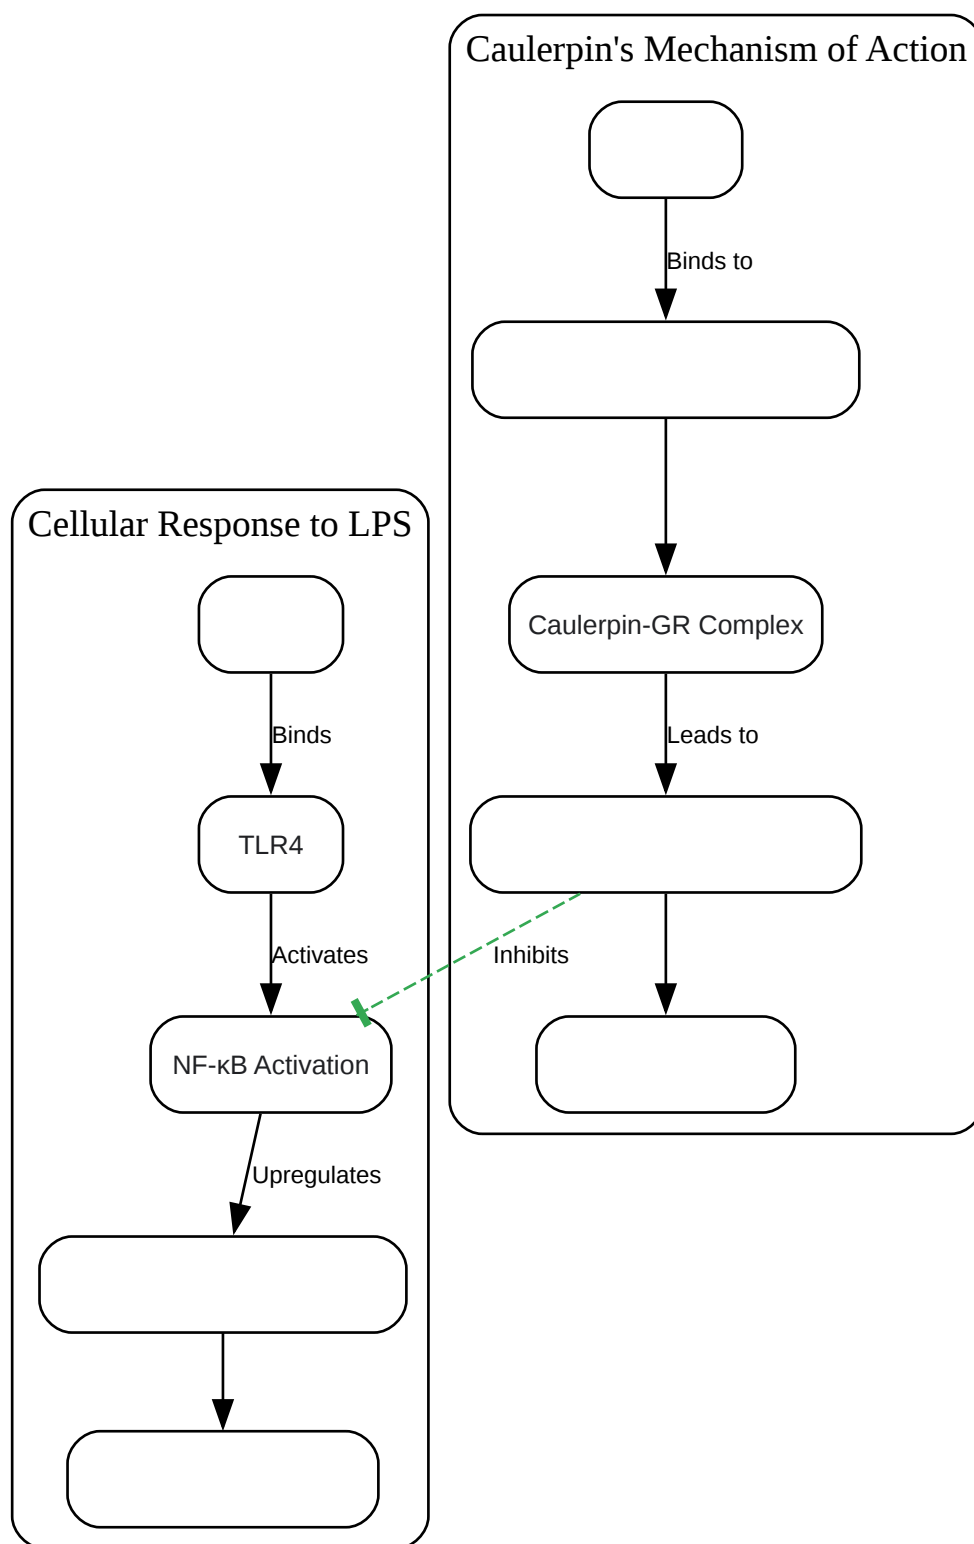 Caulerpin's Mechanism of Action
Binds to
Caulerpin-GR Complex
Leads to
Inhibits
Cellular Response to LPS
Binds
TLR4
Activates
NF-κB Activation
Upregulates